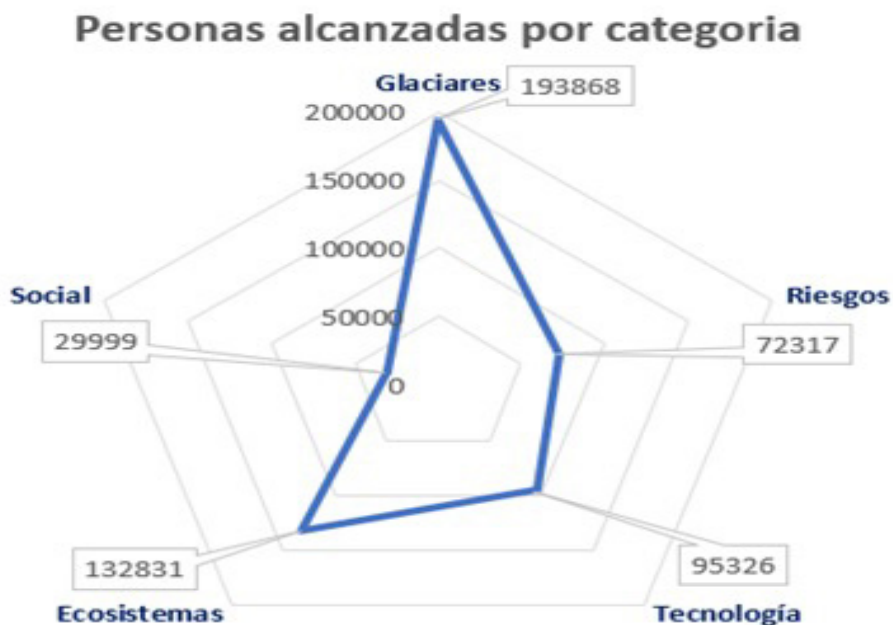 Personas alcanzadas por categoria
Glaciares
193868
200000
150000
100000
50000
0
Social
29999
Riesgos
72317
132831
Ecosistemas
95326
Tecnología